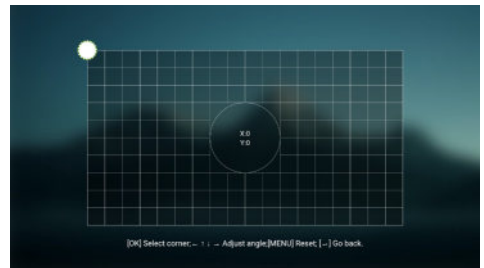 X:0
Y:0
[OK] Select corner;← ↑ ↓ → Adjust angle;[MENU] Reset; [↩] Go back.